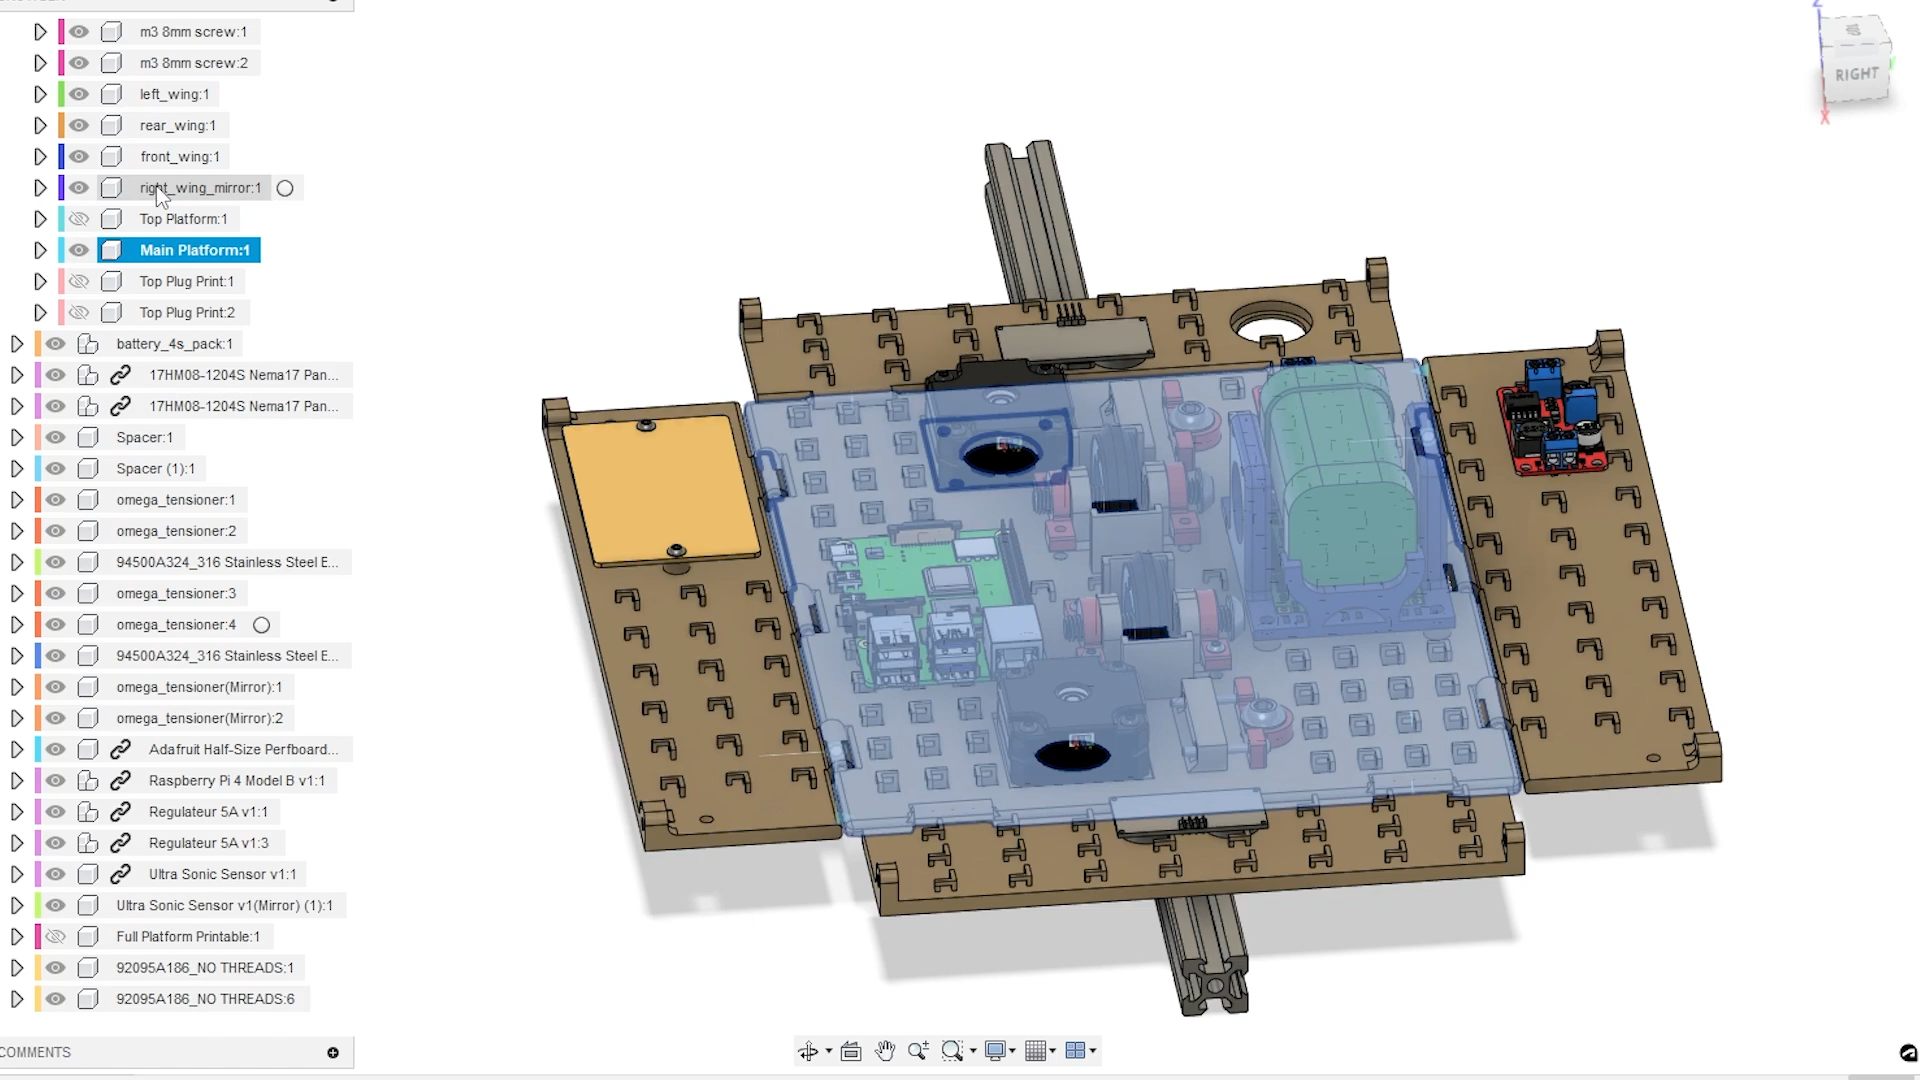 m3 8mm screw:1
m3 8mm screw:2
left_wing:1
rear_wing:1
front_wing:1
right_wing_mirror:1
Top Platform:1
Main Platform:1
Top Plug Print:1
Top Plug Print:2
battery_4s_pack:1
17HM08-1204S Nema17 Pan...
17HM08-1204S Nema17 Pan...
Spacer:1
Spacer (1):1
omega_tensioner:1
omega_tensioner:2
94500A324_316 Stainless Steel E...
omega_tensioner:3
omega_tensioner:4
94500A324_316 Stainless Steel E...
omega_tensioner(Mirror):1
omega_tensioner(Mirror):2
Adafruit Half-Size Perfboard...
Raspberry Pi 4 Model B v1:1
Regulateur 5A v1:1
Regulateur 5A v1:3
Ultra Sonic Sensor v1:1
Ultra Sonic Sensor v1(Mirror) (1):1
Full Platform Printable:1
92095A186_NO THREADS:1
92095A186_NO THREADS:6
COMMENTS
Z
RIGHT
X